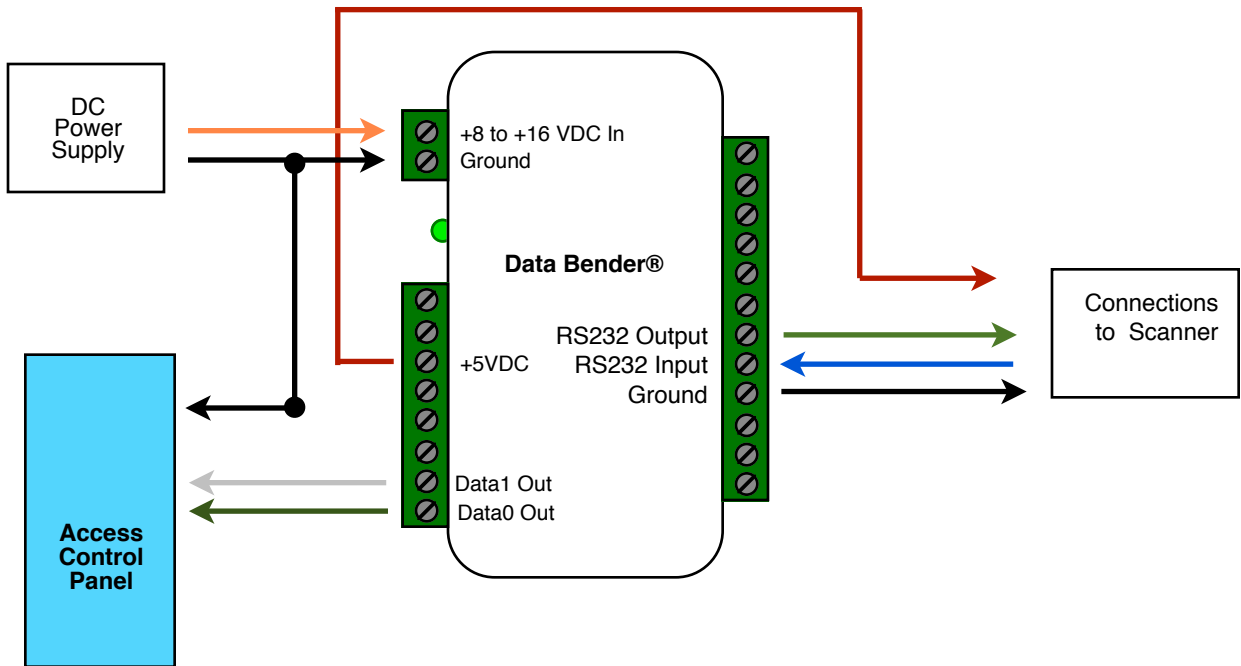 DC
Power
Supply
+8 to +16 VDC In
Ground
Data Bender®
Connections
to Scanner
RS232 Output
+5VDC
RS232 Input
Ground
Data1 Out
Data0 Out
Access
Control
Panel